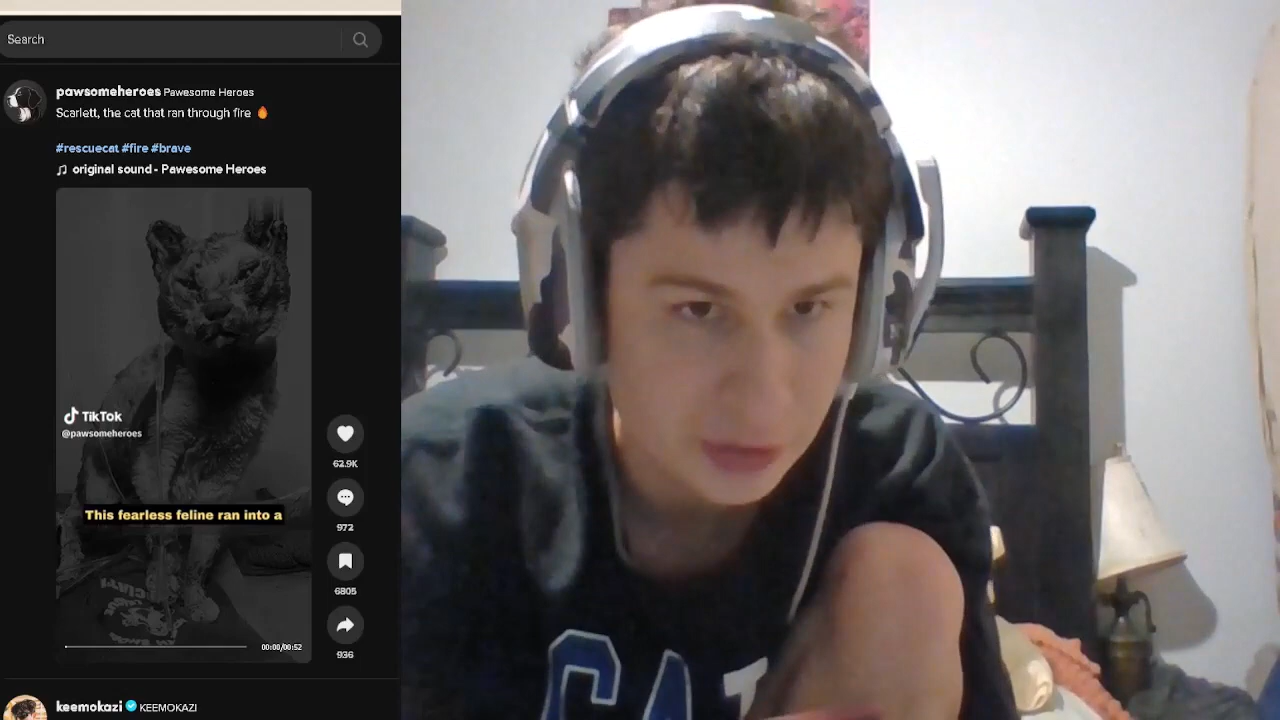 Search
pawsomeheroes Pawesome Heroes
Scarlett, the cat that ran through fire 🔥
#rescuecat #fire #brave
original sound - Pawesome Heroes
TikTok
@pawsomeheroes
62.9K
This fearless feline ran into a
972
6805
00:00/00:52
936
keemokazi KEEMOKAZI
CAT